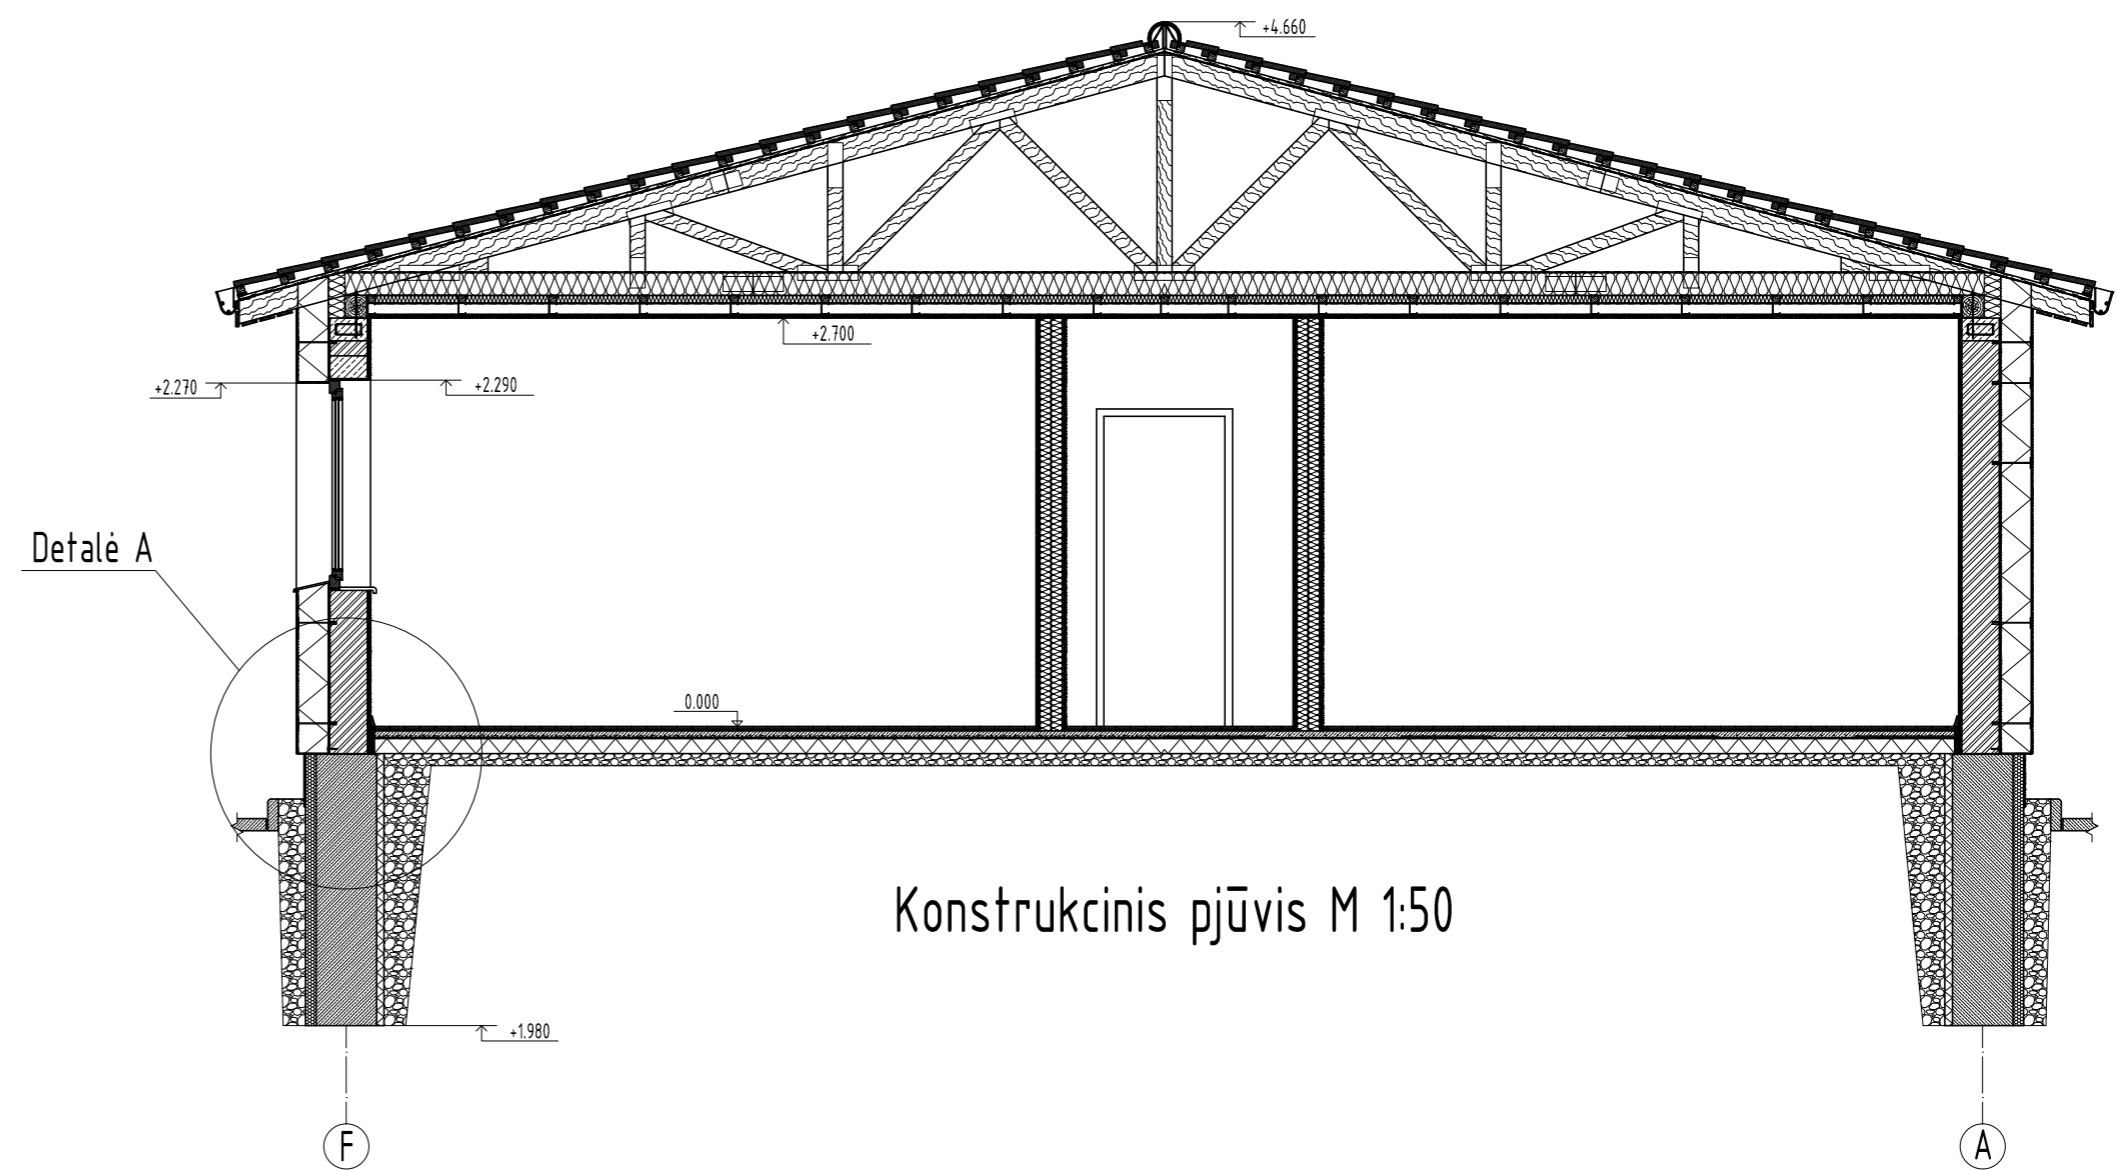 +4.660
+2.700
+2.270
+2.290
Detalė A
0.000
Konstrukcinis pjūvis M 1:50
+1.980
F
A